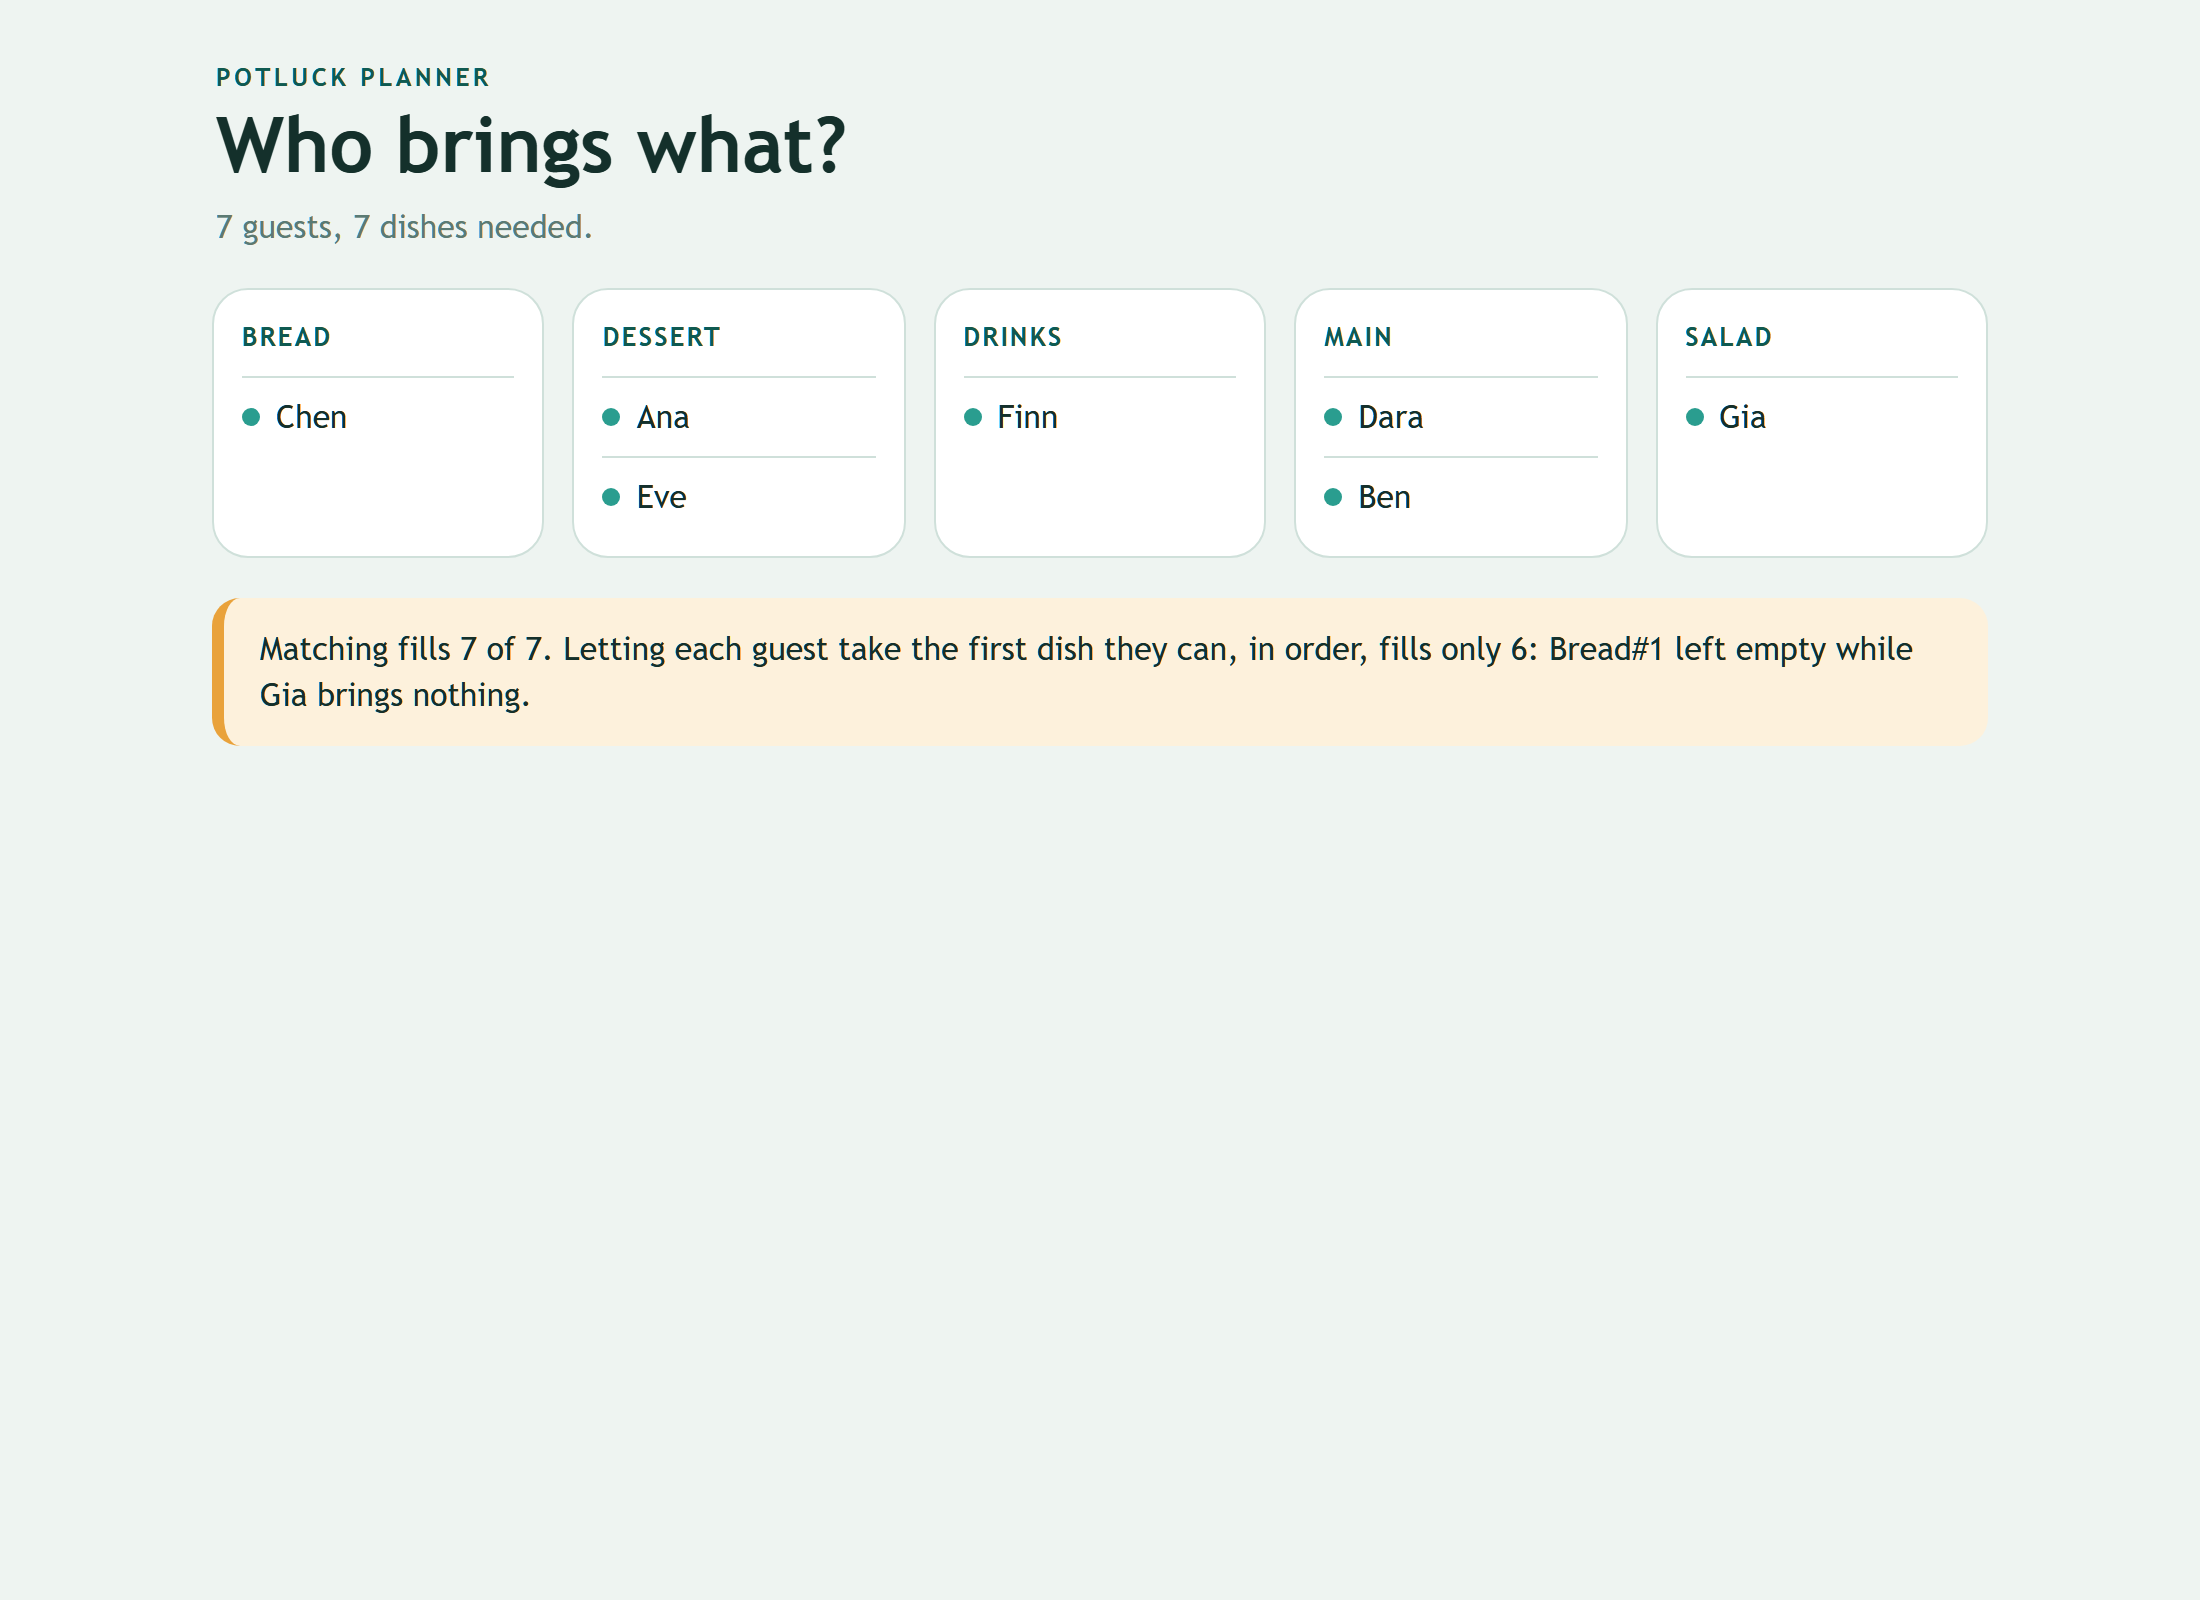 POTLUCK PLANNER
Who brings what?
7 guests, 7 dishes needed.
BREAD
Chen
DESSERT
Ana
Eve
DRINKS
Finn
MAIN
Dara
Ben
SALAD
Gia
Matching fills 7 of 7. Letting each guest take the first dish they can, in order, fills only 6: Bread#1 left empty while
Gia brings nothing.